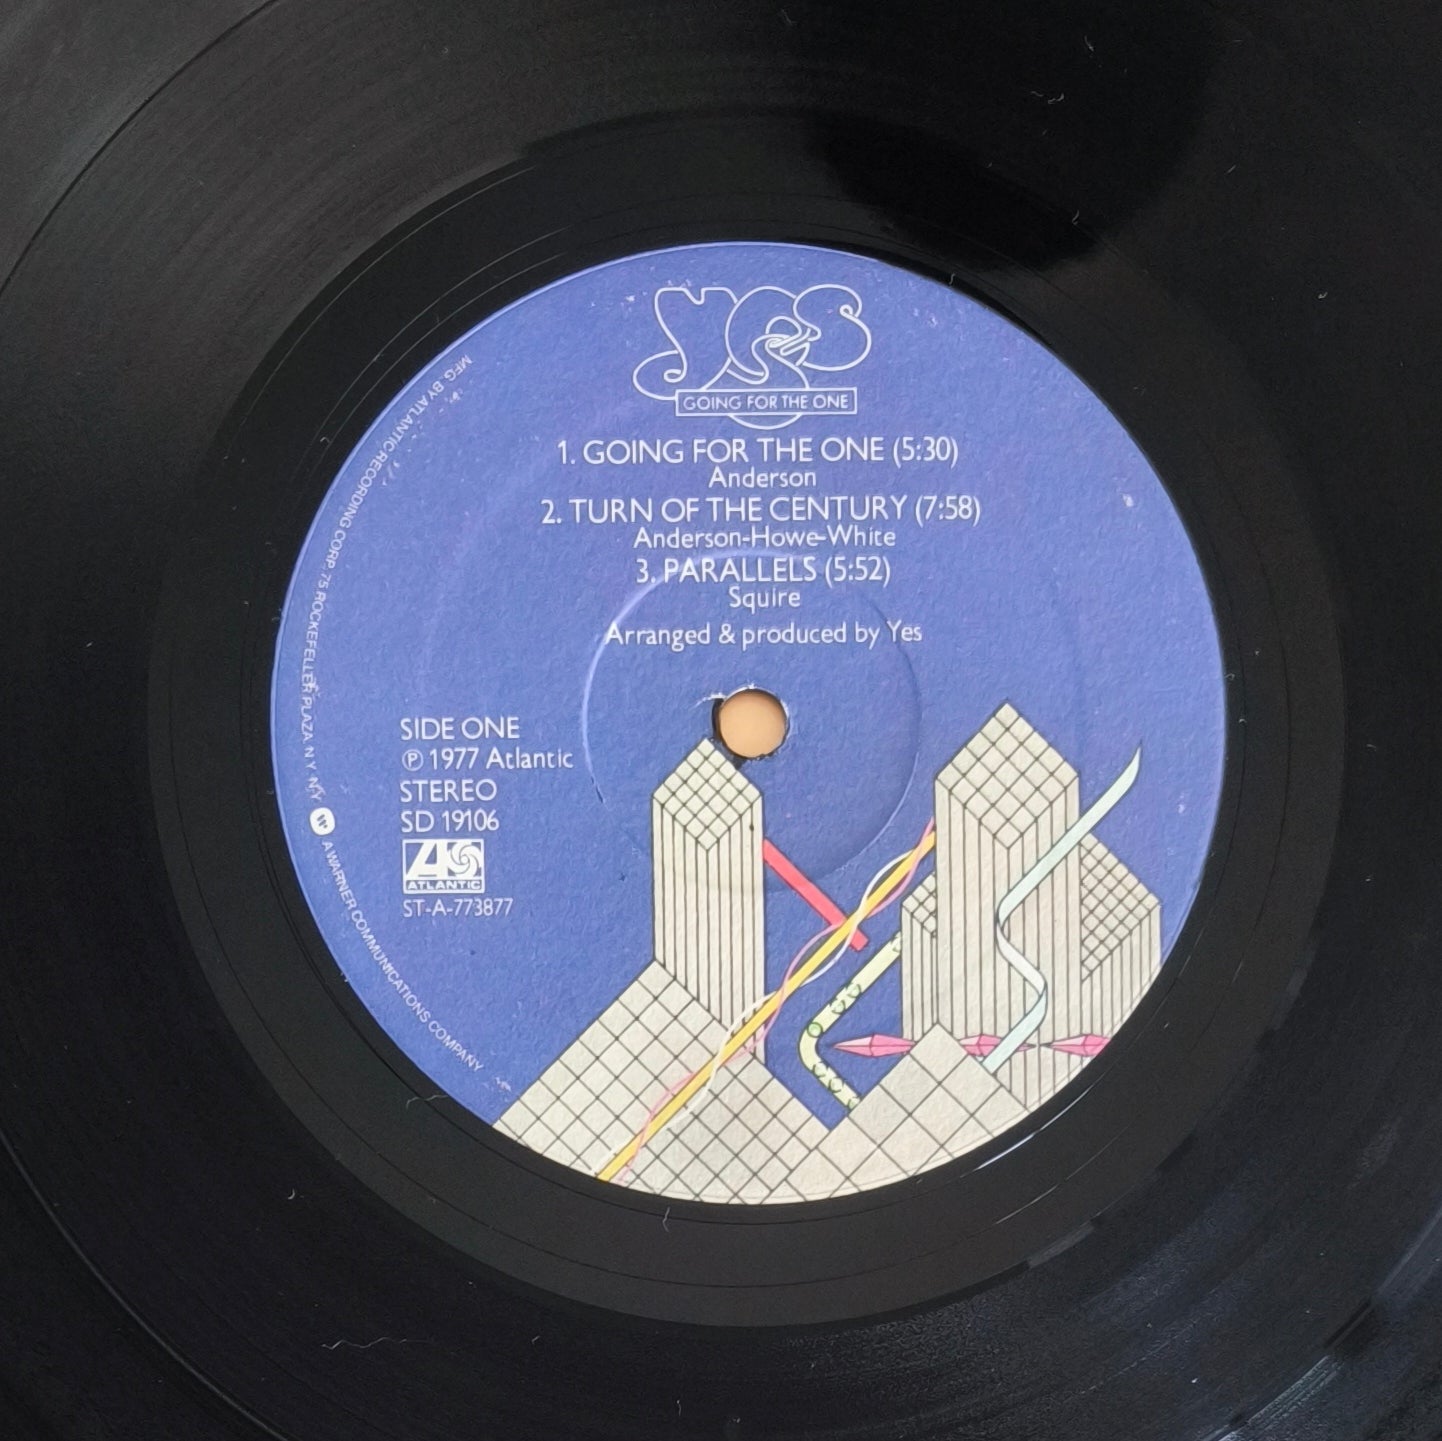 YES
GOING FOR THE ONE
1. GOING FOR THE ONE (5:30)
Anderson
2. TURN OF THE CENTURY (7:58)
Anderson-Howe-White
3. PARALLELS (5:52)
Squire
Arranged & produced by Yes
SIDE ONE
℗ 1977 Atlantic
STEREO
SD 19106
ATLANTIC
ST-A-773877
MFG. BY ATLANTIC RECORDING CORP. 75 ROCKEFELLER PLAZA. N.Y. N.Y. W A WARNER COMMUNICATIONS COMPANY